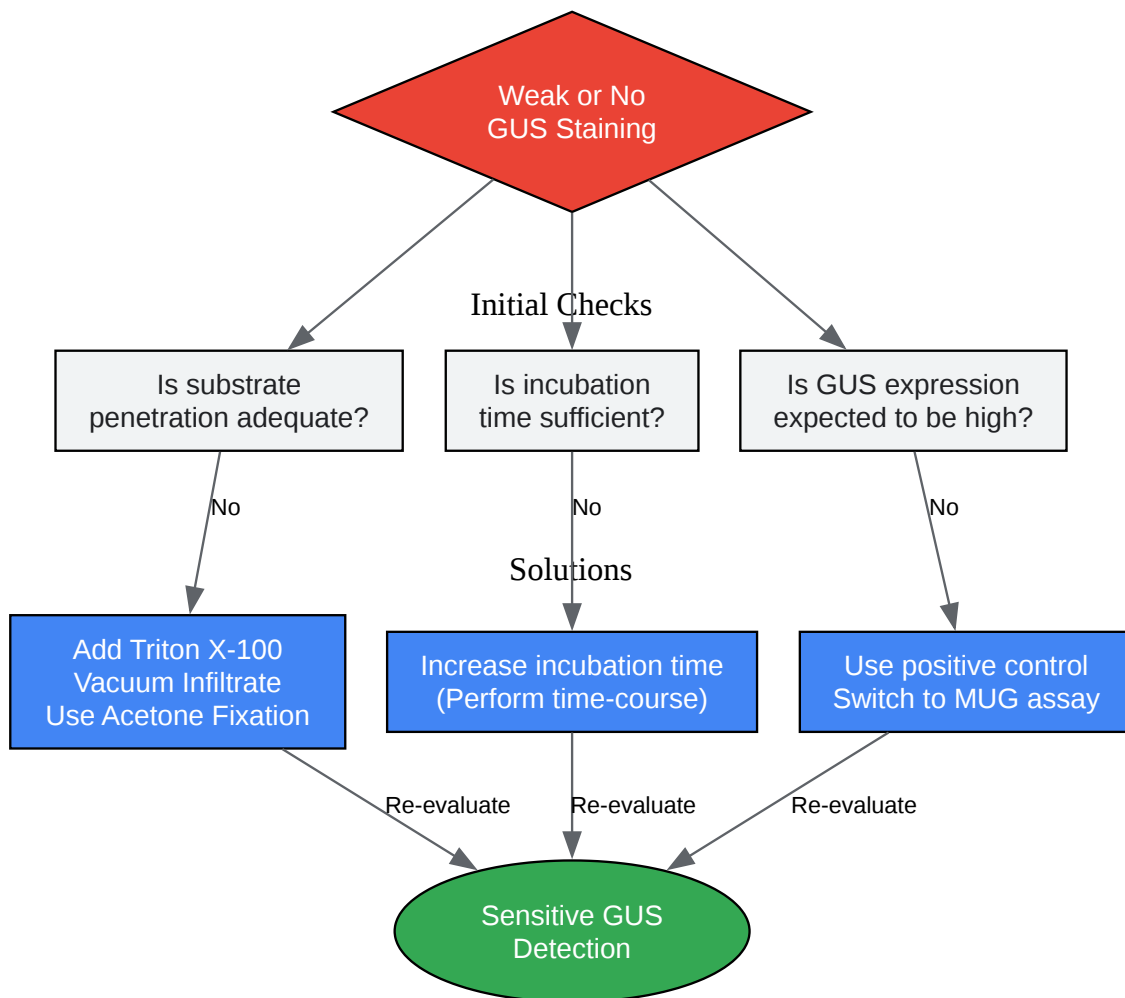 Weak or No
GUS Staining
Initial Checks
Is substrate
penetration adequate?
Is incubation
time sufficient?
Is GUS expression
expected to be high?
No
No
No
Solutions
Add Triton X-100
Vacuum Infiltrate
Use Acetone Fixation
Increase incubation time
(Perform time-course)
Use positive control
Switch to MUG assay
Re-evaluate
Re-evaluate
Re-evaluate
Sensitive GUS
Detection